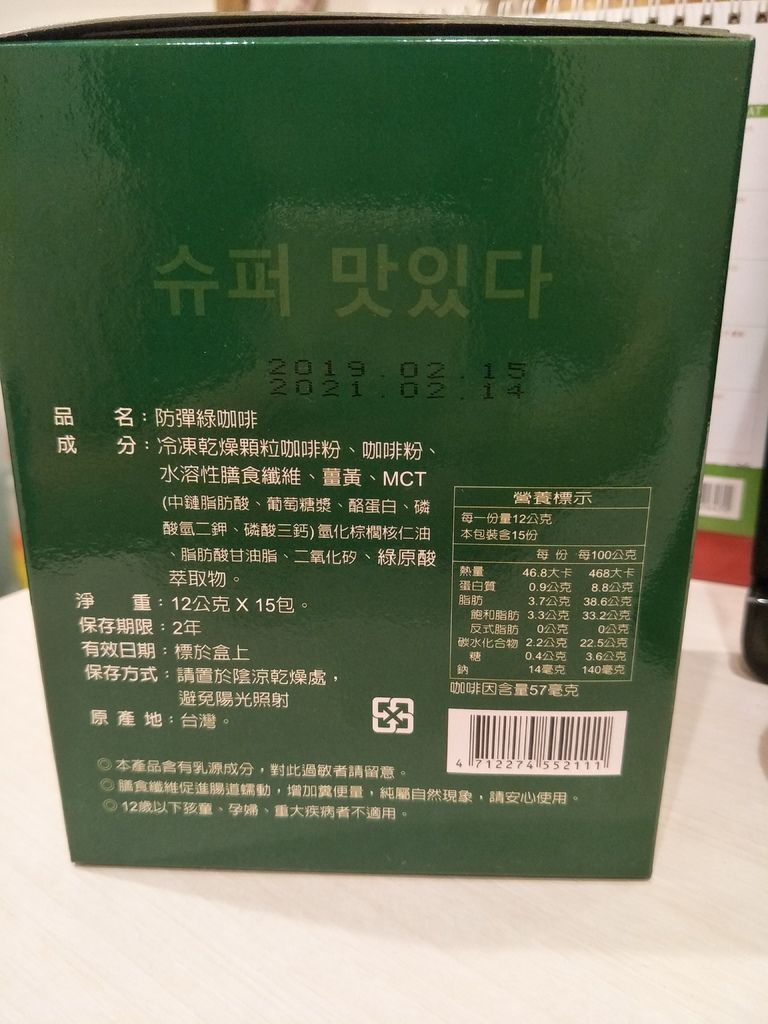 슈퍼 맛있다
2019.02.15
2021.02.14
品 名：防彈綠咖啡
成 分：冷凍乾燥顆粒咖啡粉、咖啡粉、
水溶性膳食纖維、薑黃、MCT
(中鏈脂肪酸、葡萄糖漿、酪蛋白、磷
酸氫二鉀、磷酸三鈣)氫化棕櫚核仁油
、脂肪酸甘油脂、二氧化矽、綠原酸
萃取物。
淨 重：12公克 X 15包。
保存期限：2年
有效日期：標於盒上
保存方式：請置於陰涼乾燥處，
避免陽光照射
原 產 地：台灣。
營養標示
每一份量12公克
本包裝含15份
每 份 每100公克
熱量 46.8大卡 468大卡
蛋白質 0.9公克 8.8公克
脂肪 3.7公克 38.6公克
飽和脂肪 3.3公克 33.2公克
反式脂肪 0公克 0公克
碳水化合物 2.2公克 22.5公克
糖 0.4公克 3.6公克
鈉 14毫克 140毫克
咖啡因含量57毫克
4 712274 552111
◎本產品含有乳源成分，對此過敏者請留意。
◎膳食纖維促進腸道蠕動，增加糞便量，純屬自然現象，請安心使用。
◎12歲以下孩童、孕婦、重大疾病者不適用。